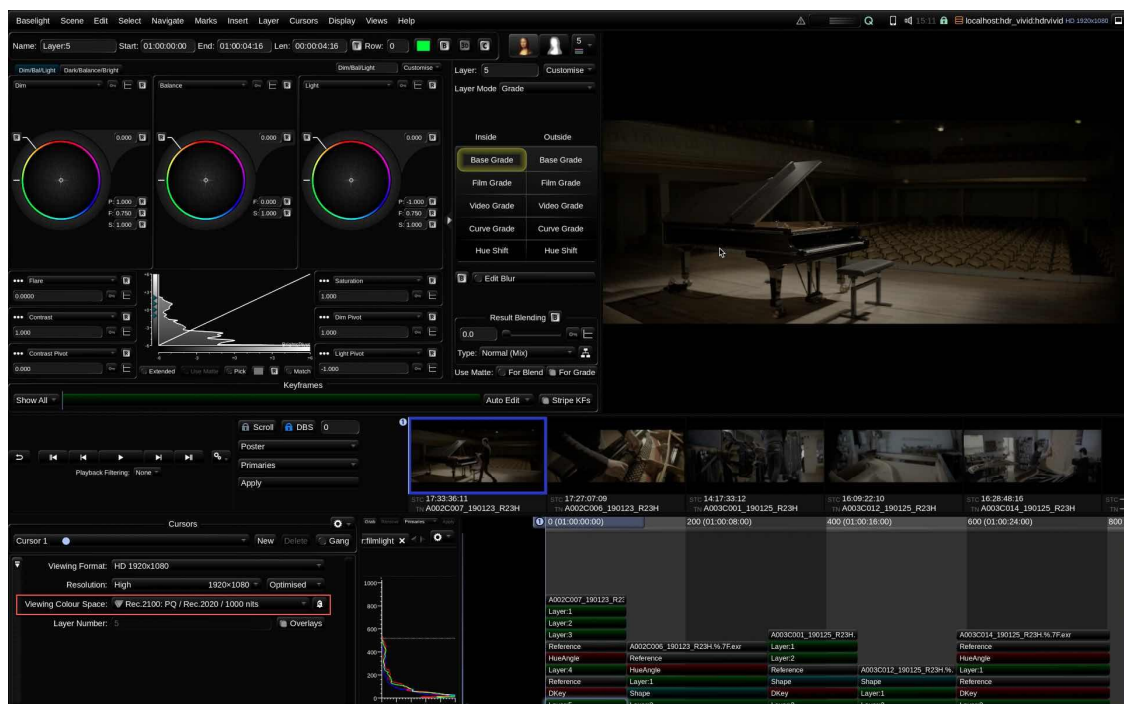 Baselight Scene Edit Select Navigate Marks Insert Layer Cursors Display Views Help
15:11 localhost:hdr_vivid:hdrvivid HD 1920x1080
Name: Layer:5 Start: 01:00:00:00 End: 01:00:04:16 Len: 00:00:04:16 Row: 0
5
Dim/Bal/Light Dark/Balance/Bright Dim/Bal/Light Customise
Layer: 5 Customise
Dim Balance Light
Layer Mode Grade
0.000 0.000 0.000
Inside Outside
Base Grade Base Grade
Film Grade Film Grade
P: 1.000 F: 0.000 P: -1.000
Video Grade Video Grade
F: 0.750 S: 1.000 F: 0.750
S: 1.000 S: 1.000
Curve Grade Curve Grade
Hue Shift Hue Shift
Flare Saturation
Edit Blur
0.0000 1.000
Contrast Dim Pivot
Result Blending
1.000 1.000
0.0
Contrast Pivot Light Pivot
Type: Normal (Mix)
0.000 Extended Use Matte Pick Match -1.000
Use Matte: For Blend For Grade
Keyframes
Show All Auto Edit Stripe KFs
Scroll DBS 0
Poster
Primaries
Playback Filtering: None
Apply
STC 17:33:36:11 STC 17:27:07:09 STC 14:17:33:12 STC 16:09:22:10 STC 16:28:48:16 STC
TN A002C007_190123_R23H TN A002C006_190123_R23H TN A003C001_190125_R23H TN A003C012_190125_R23H TN A003C014_190125_R23H TN
Cursors
Grab Primaries
0 (01:00:00:00) 200 (01:00:08:00) 400 (01:00:16:00) 600 (01:00:24:00) 800
Cursor 1 New Delete Gang
r:filmlight
Viewing Format: HD 1920x1080
Resolution: High 1920×1080 Optimised
Viewing Colour Space: Rec.2100: PQ / Rec.2020 / 1000 nits
Layer Number: 5 Overlays
1000
800
600
400
200
0
A002C007_190123_R23
Layer:1
Layer:2
Layer:3 A003C001_190125_R23H. A003C014_190125_R23H.%.7F.exr
Reference A002C006_190123_R23H.%.7F.exr Layer:1 Reference
HueAngle Reference Layer:2 HueAngle
Layer:4 HueAngle Reference A003C012_190125_R23H.%. Layer:1
Reference Layer:1 Shape Shape Reference
DKey Shape DKey Layer:1 DKey